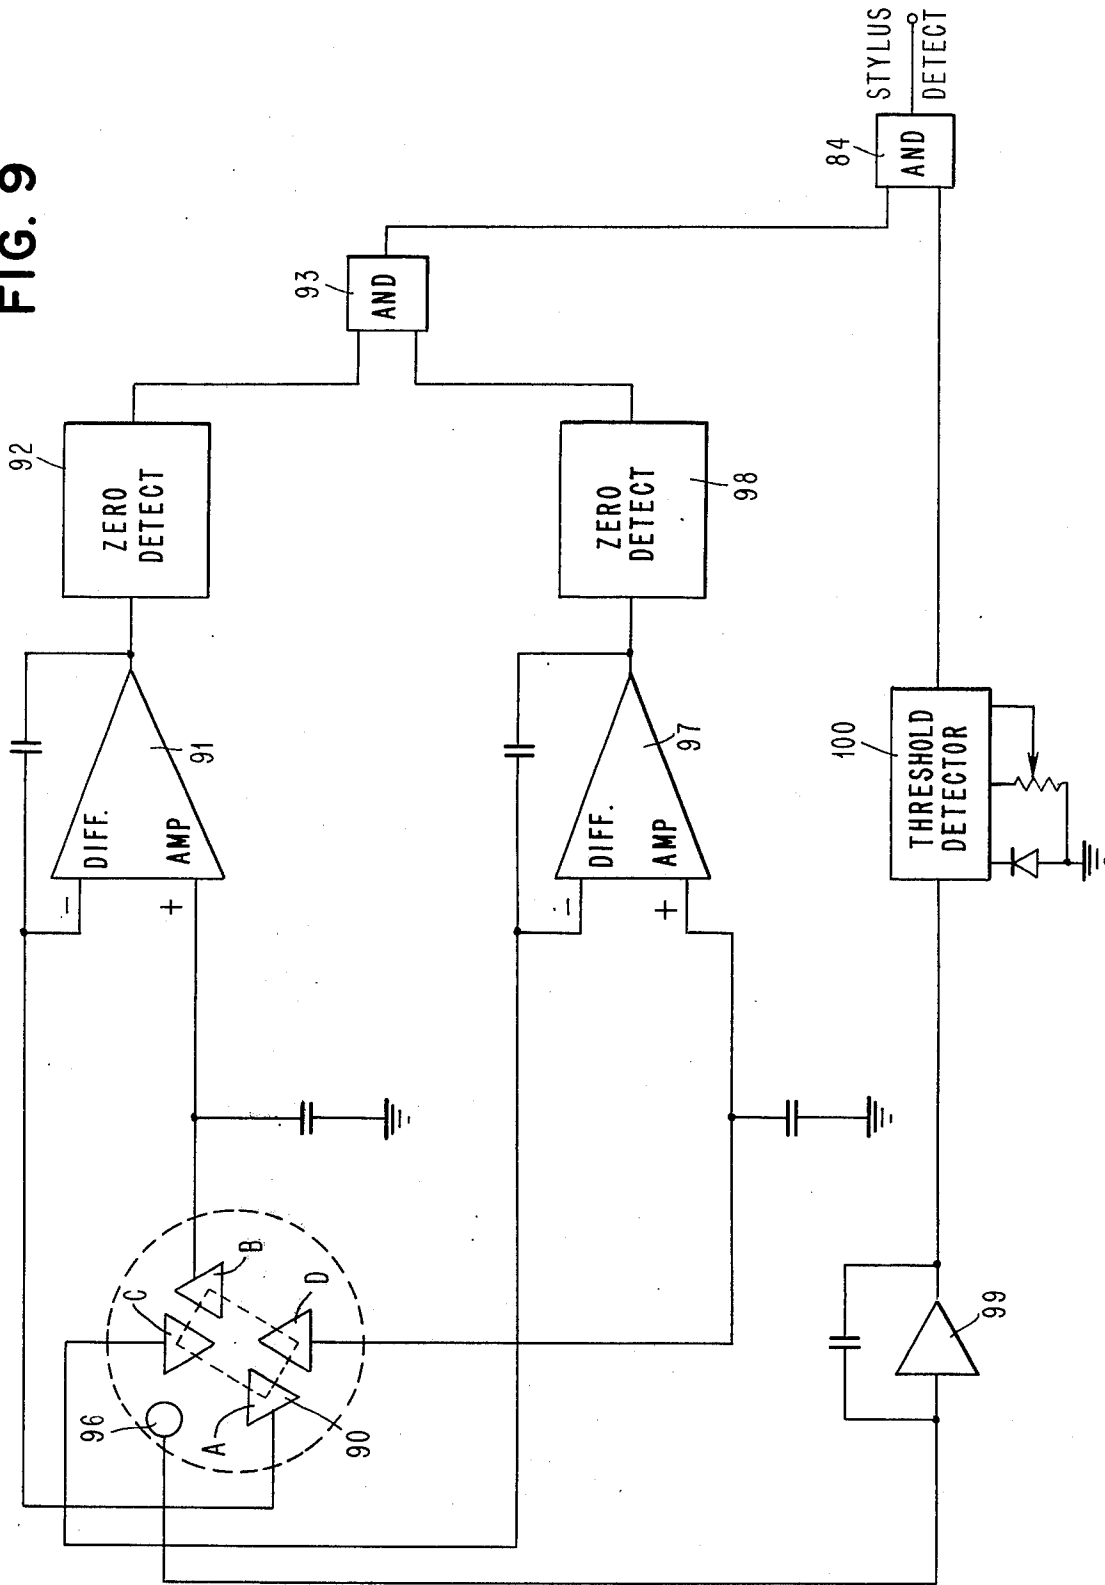 FIG. 9
92
ZERO
DETECT
93
AND
84
AND
STYLUS
DETECT
91
DIFF.
AMP
−
+
98
ZERO
DETECT
97
DIFF.
AMP
−
+
100
THRESHOLD
DETECTOR
C
B
D
A
96
90
99